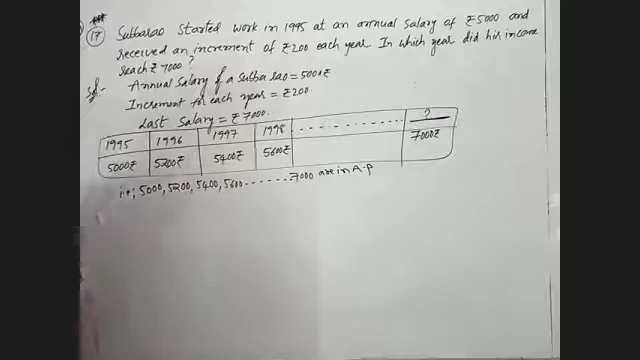 17 Subbarao Started work in 1995 at an annual salary of ₹5000 and
received an increment of ₹200 each year. In which year did his income
reach ₹7000?
Sol:- Annual Salary of a Subba rao = 5000₹
Increment for each year = ₹200.
Last Salary = ₹7000.
1995 1996 1997 1998 ............... ?
5000₹ 5200₹ 5400₹ 5600₹ 7000₹
i.e; 5000, 5200, 5400, 5600.......7000 are in A.P